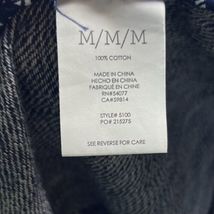 M/M/M
100% COTTON
MADE IN CHINA
HECHO EN CHINA
FABRIQUÉ EN CHINE
RN#54077
CA#39814
STYLE# 5100
PO# 215275
SEE REVERSE FOR CARE